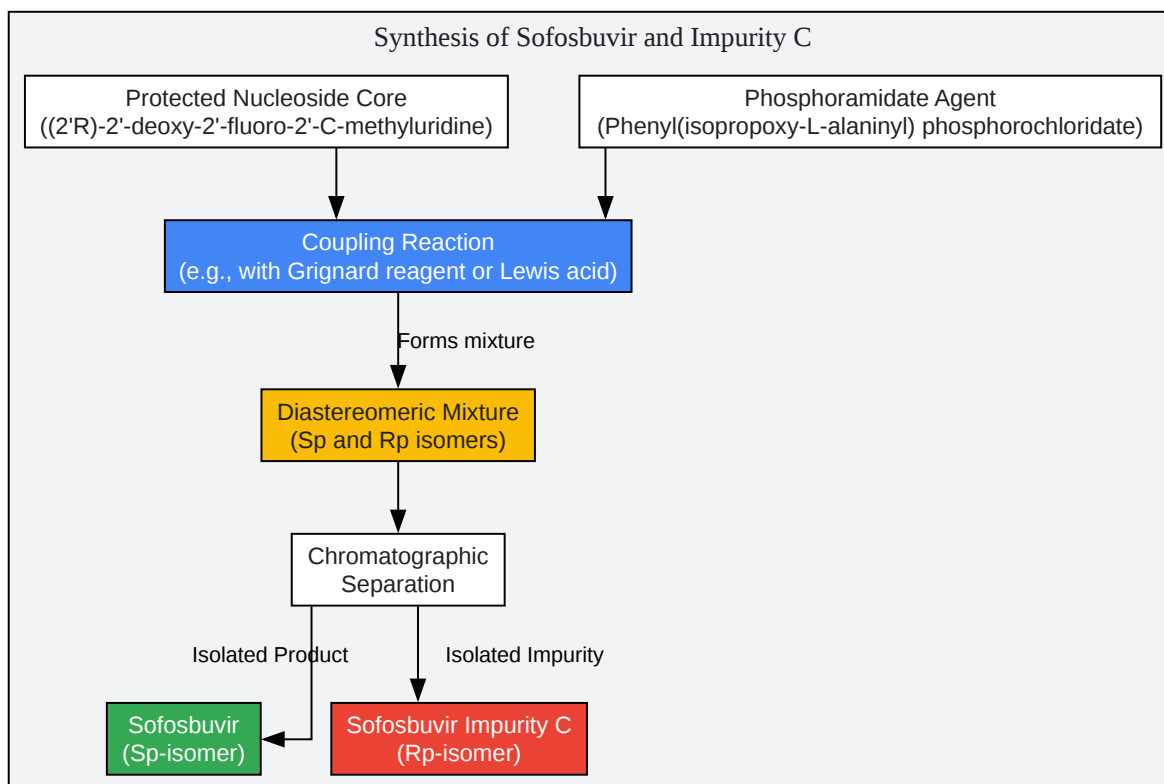 Synthesis of Sofosbuvir and Impurity C
Protected Nucleoside Core
((2'R)-2'-deoxy-2'-fluoro-2'-C-methyluridine)
Phosphoramidate Agent
(Phenyl(isopropoxy-L-alaninyl) phosphorochloridate)
Coupling Reaction
(e.g., with Grignard reagent or Lewis acid)
Forms mixture
Diastereomeric Mixture
(Sp and Rp isomers)
Chromatographic
Separation
Isolated Product
Isolated Impurity
Sofosbuvir
(Sp-isomer)
Sofosbuvir Impurity C
(Rp-isomer)